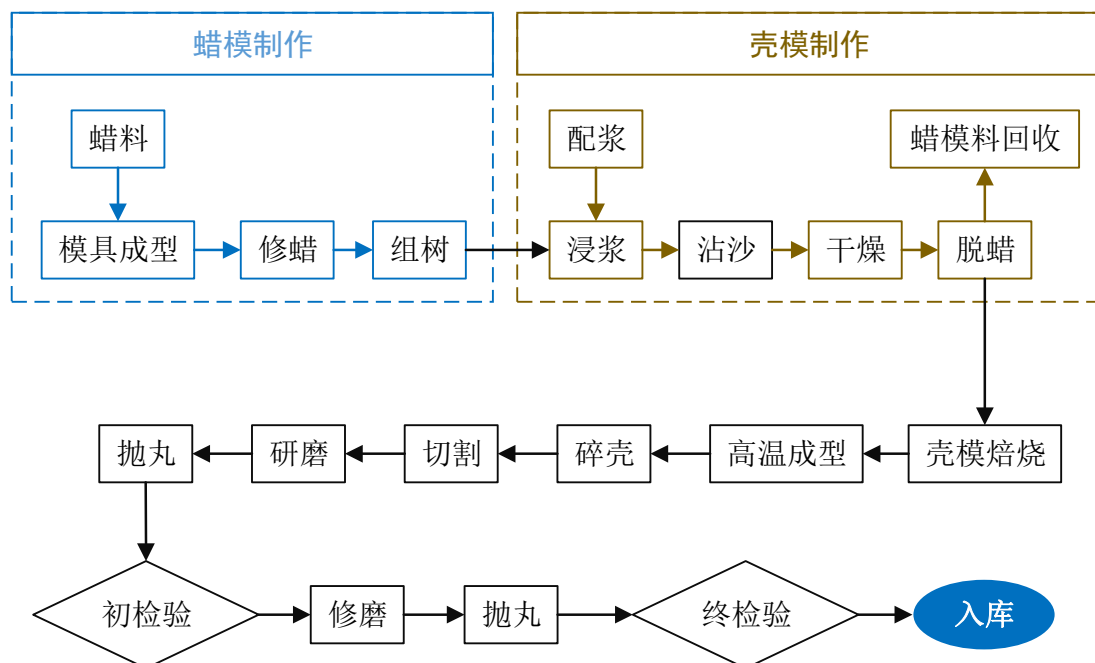 蜡模制作
壳模制作
蜡料
配浆
蜡模料回收
模具成型
修蜡
组树
浸浆
沾沙
干燥
脱蜡
抛丸
研磨
切割
碎壳
高温成型
壳模焙烧
初检验
修磨
抛丸
终检验
入库